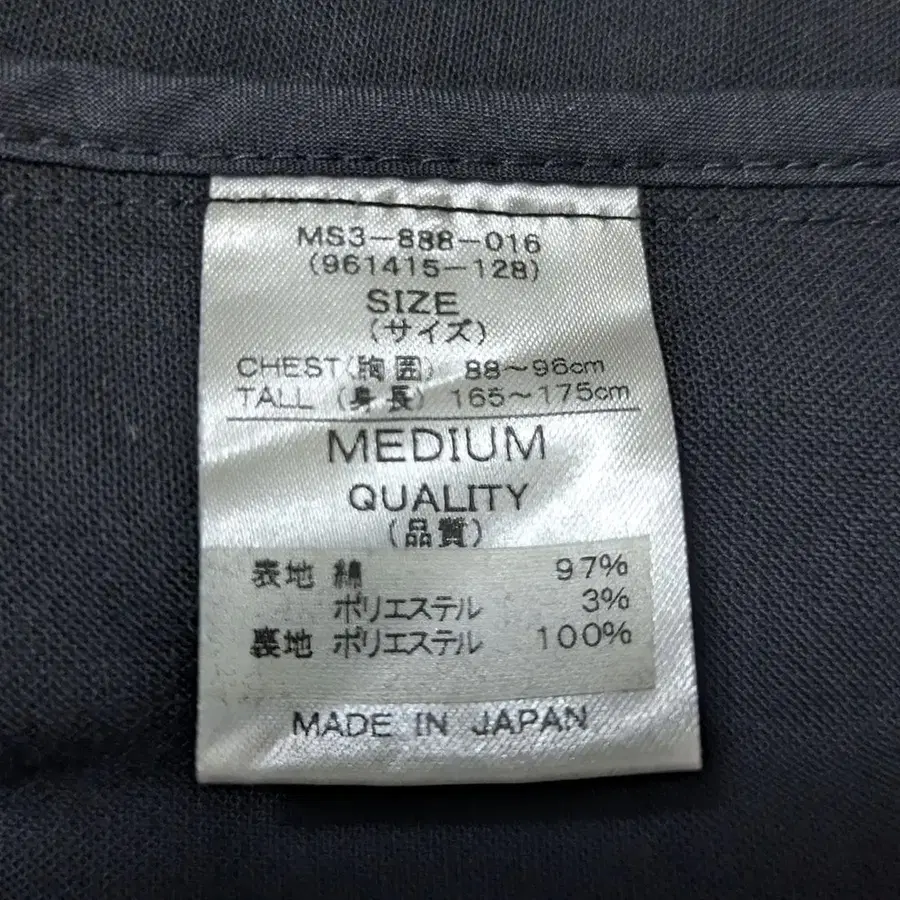 MS3-888-016
(961415-128)
SIZE
(サイズ)
CHEST(胸囲) 88～96cm
TALL (身長) 165～175cm
MEDIUM
QUALITY
(品質)
表地 綿 97%
ポリエステル 3%
裏地 ポリエステル 100%
MADE IN JAPAN